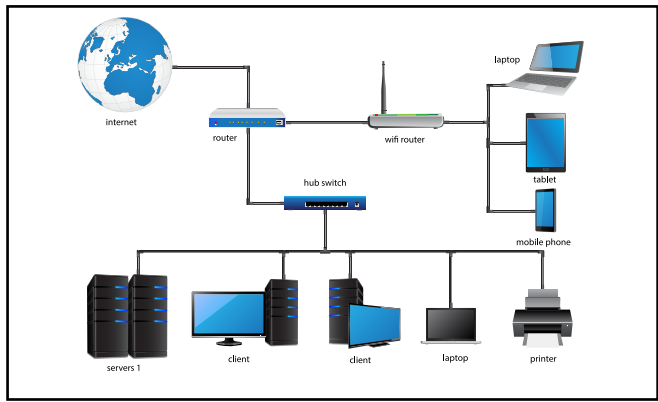 laptop
internet
router
wifi router
tablet
hub switch
mobile phone
servers 1
client
client
laptop
printer